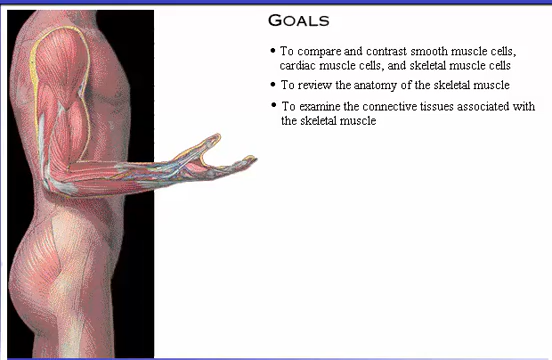 GOALS
• To compare and contrast smooth muscle cells,
cardiac muscle cells, and skeletal muscle cells
• To review the anatomy of the skeletal muscle
• To examine the connective tissues associated with
the skeletal muscle